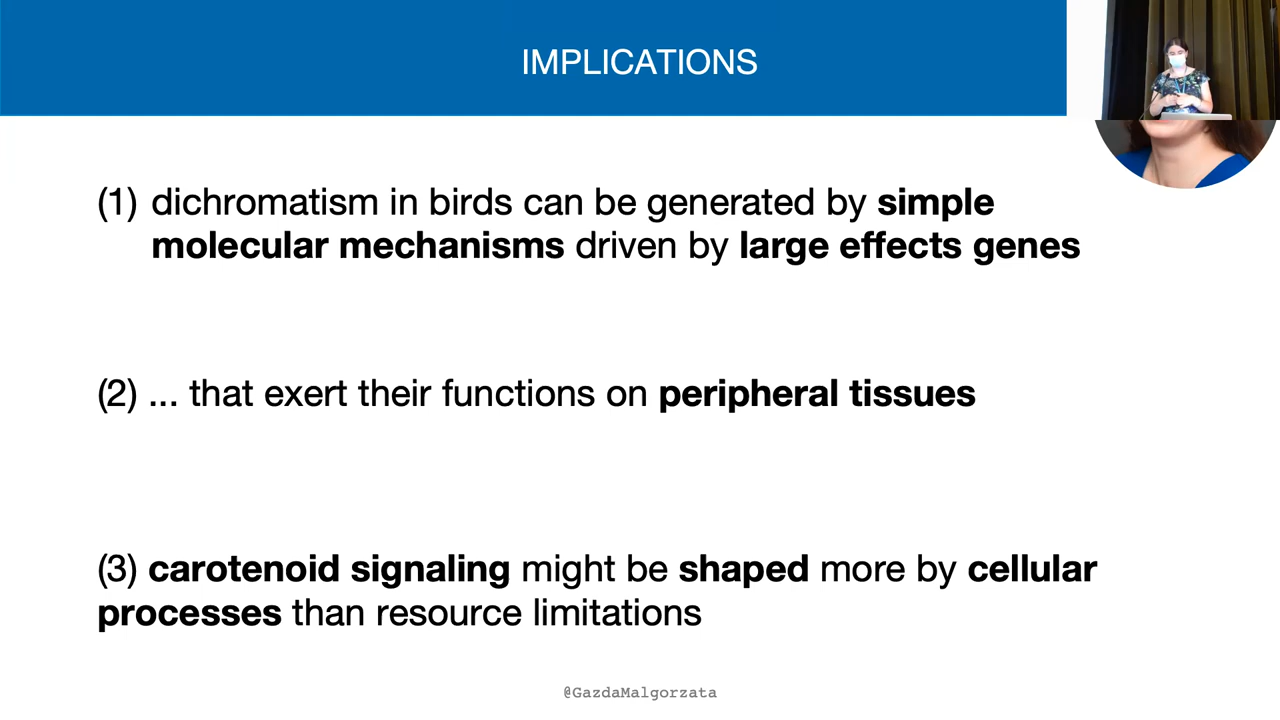 IMPLICATIONS
(1) dichromatism in birds can be generated by simple
molecular mechanisms driven by large effects genes
(2) ... that exert their functions on peripheral tissues
(3) carotenoid signaling might be shaped more by cellular
processes than resource limitations
@GazdaMalgorzata